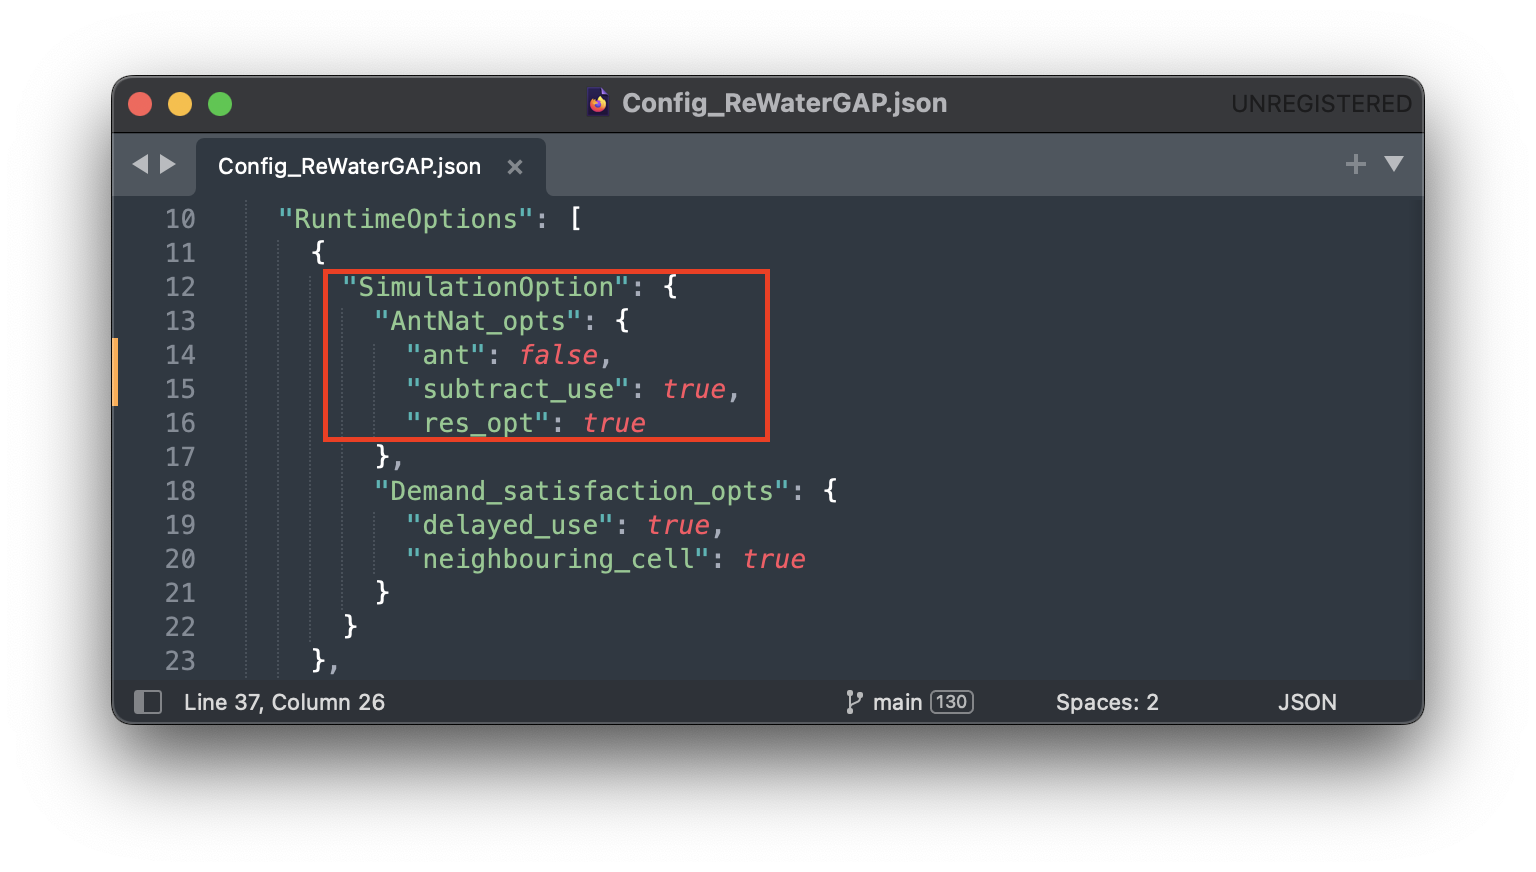 Config_ReWaterGAP.json
UNREGISTERED
Config_ReWaterGAP.json ×
10 "RuntimeOptions": [
11 {
12 "SimulationOption": {
13 "AntNat_opts": {
14 "ant": false,
15 "subtract_use": true,
16 "res_opt": true
17 },
18 "Demand_satisfaction_opts": {
19 "delayed_use": true,
20 "neighbouring_cell": true
21 }
22 }
23 },
Line 37, Column 26 main 130 Spaces: 2 JSON